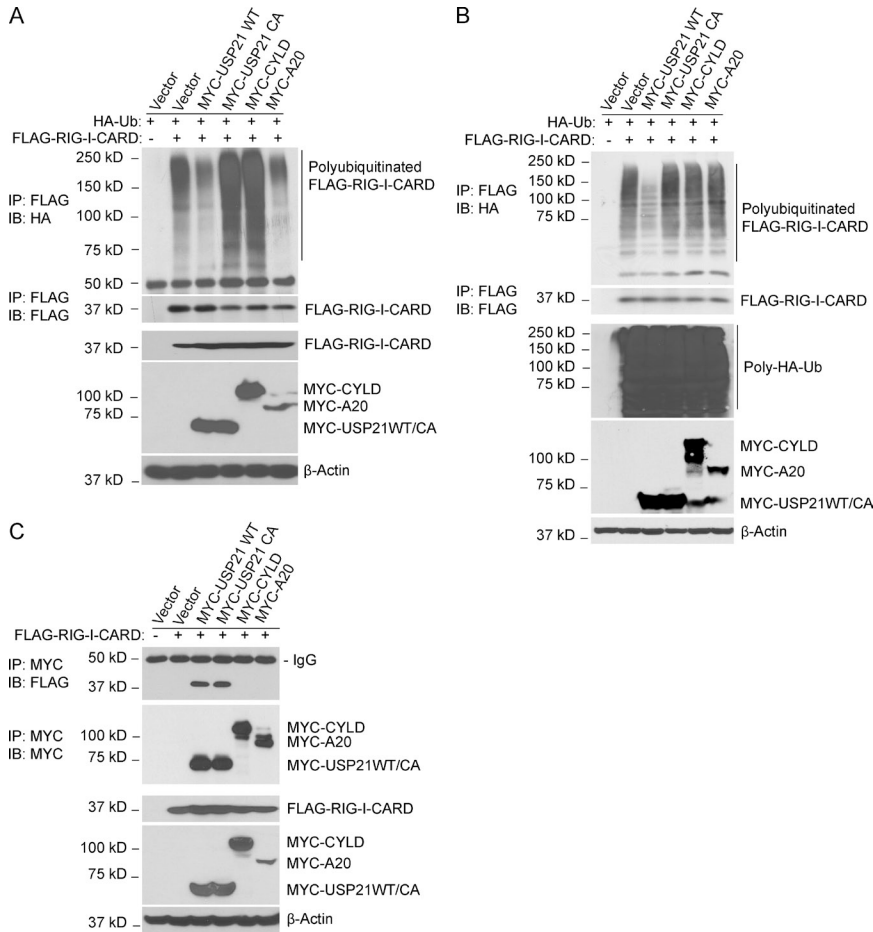 A
Vector
Vector
MYC-USP21 WT
MYC-USP21 CA
MYC-CYLD
MYC-A20
HA-Ub: + + + + + +
FLAG-RIG-I-CARD: - + + + + +
250 kD
150 kD
100 kD
75 kD
50 kD
IP: FLAG
IB: HA
Polyubiquitinated
FLAG-RIG-I-CARD
IP: FLAG
IB: FLAG
37 kD
FLAG-RIG-I-CARD
37 kD
FLAG-RIG-I-CARD
100 kD
75 kD
MYC-CYLD
MYC-A20
MYC-USP21WT/CA
37 kD
β-Actin
B
Vector
Vector
MYC-USP21 WT
MYC-USP21 CA
MYC-CYLD
MYC-A20
HA-Ub: + + + + + +
FLAG-RIG-I-CARD: - + + + + +
250 kD
150 kD
100 kD
75 kD
IP: FLAG
IB: HA
Polyubiquitinated
FLAG-RIG-I-CARD
IP: FLAG
IB: FLAG
37 kD
FLAG-RIG-I-CARD
250 kD
150 kD
100 kD
75 kD
Poly-HA-Ub
100 kD
75 kD
MYC-CYLD
MYC-A20
MYC-USP21WT/CA
37 kD
β-Actin
C
Vector
Vector
MYC-USP21 WT
MYC-USP21 CA
MYC-CYLD
MYC-A20
FLAG-RIG-I-CARD: - + + + + +
IP: MYC
IB: FLAG
50 kD
37 kD
- IgG
IP: MYC
IB: MYC
100 kD
75 kD
MYC-CYLD
MYC-A20
MYC-USP21WT/CA
37 kD
FLAG-RIG-I-CARD
100 kD
75 kD
MYC-CYLD
MYC-A20
MYC-USP21WT/CA
37 kD
β-Actin